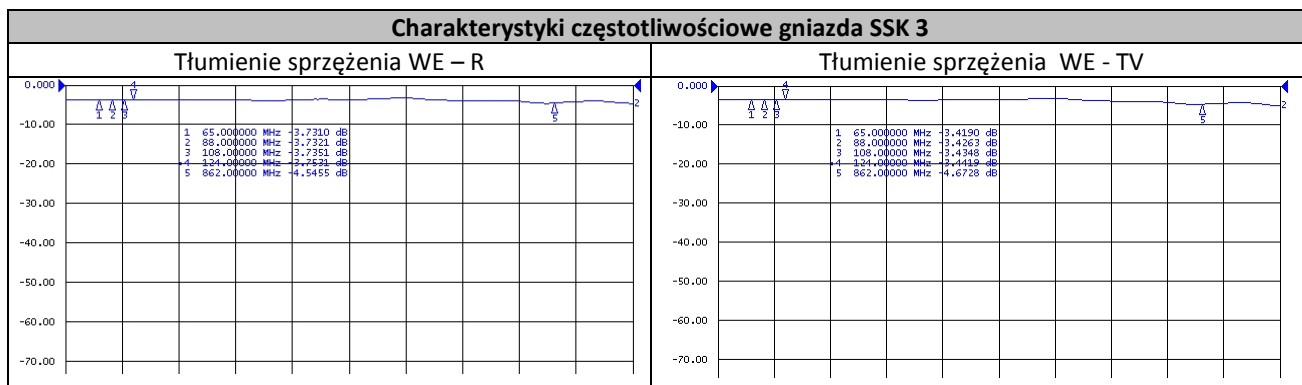 Charakterystyki częstotliwościowe gniazda SSK 3
Tłumienie sprzężenia WE – R
0.000
-10.00
-20.00
-30.00
-40.00
-50.00
-60.00
-70.00
4
1 2 3
5
2
1 65.000000 MHz -3.7310 dB
2 88.000000 MHz -3.7321 dB
3 108.00000 MHz -3.7351 dB
4 124.00000 MHz -3.7531 dB
5 862.00000 MHz -4.5455 dB
Tłumienie sprzężenia WE - TV
0.000
-10.00
-20.00
-30.00
-40.00
-50.00
-60.00
-70.00
4
1 2 3
5
2
1 65.000000 MHz -3.4190 dB
2 88.000000 MHz -3.4263 dB
3 108.00000 MHz -3.4348 dB
4 124.00000 MHz -3.4419 dB
5 862.00000 MHz -4.6728 dB